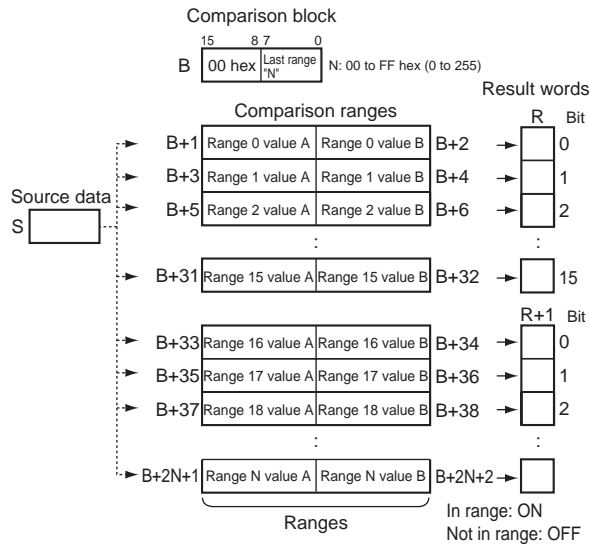 Comparison block
15 8 7 0
B 00 hex Last range "N" N: 00 to FF hex (0 to 255)
Result words
Comparison ranges R Bit
B+1 Range 0 value A Range 0 value B B+2 0
B+3 Range 1 value A Range 1 value B B+4 1
Source data
S
B+5 Range 2 value A Range 2 value B B+6 2
: :
B+31 Range 15 value A Range 15 value B B+32 15
R+1 Bit
B+33 Range 16 value A Range 16 value B B+34 0
B+35 Range 17 value A Range 17 value B B+36 1
B+37 Range 18 value A Range 18 value B B+38 2
: :
B+2N+1 Range N value A Range N value B B+2N+2
Ranges
In range: ON
Not in range: OFF